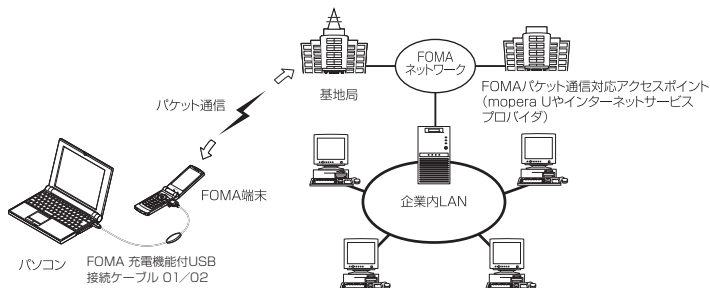 FOMA
ネットワーク
基地局
FOMAパケット通信対応アクセスポイント
(mopera Uやインターネットサービス
プロバイダ)
パケット通信
FOMA端末
企業内LAN
パソコン
FOMA 充電機能付USB
接続ケーブル 01/02